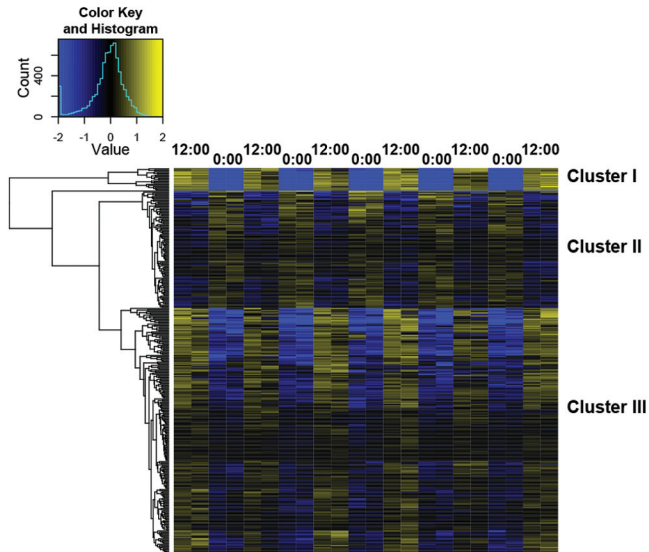 Color Key
and Histogram
Count
0 400
-2 -1 0 1 2
Value
12:00 12:00 12:00 12:00 12:00 12:00
0:00 0:00 0:00 0:00 0:00
Cluster I
Cluster II
Cluster III